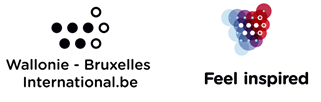 Wallonie - Bruxelles
International.be
Feel inspired